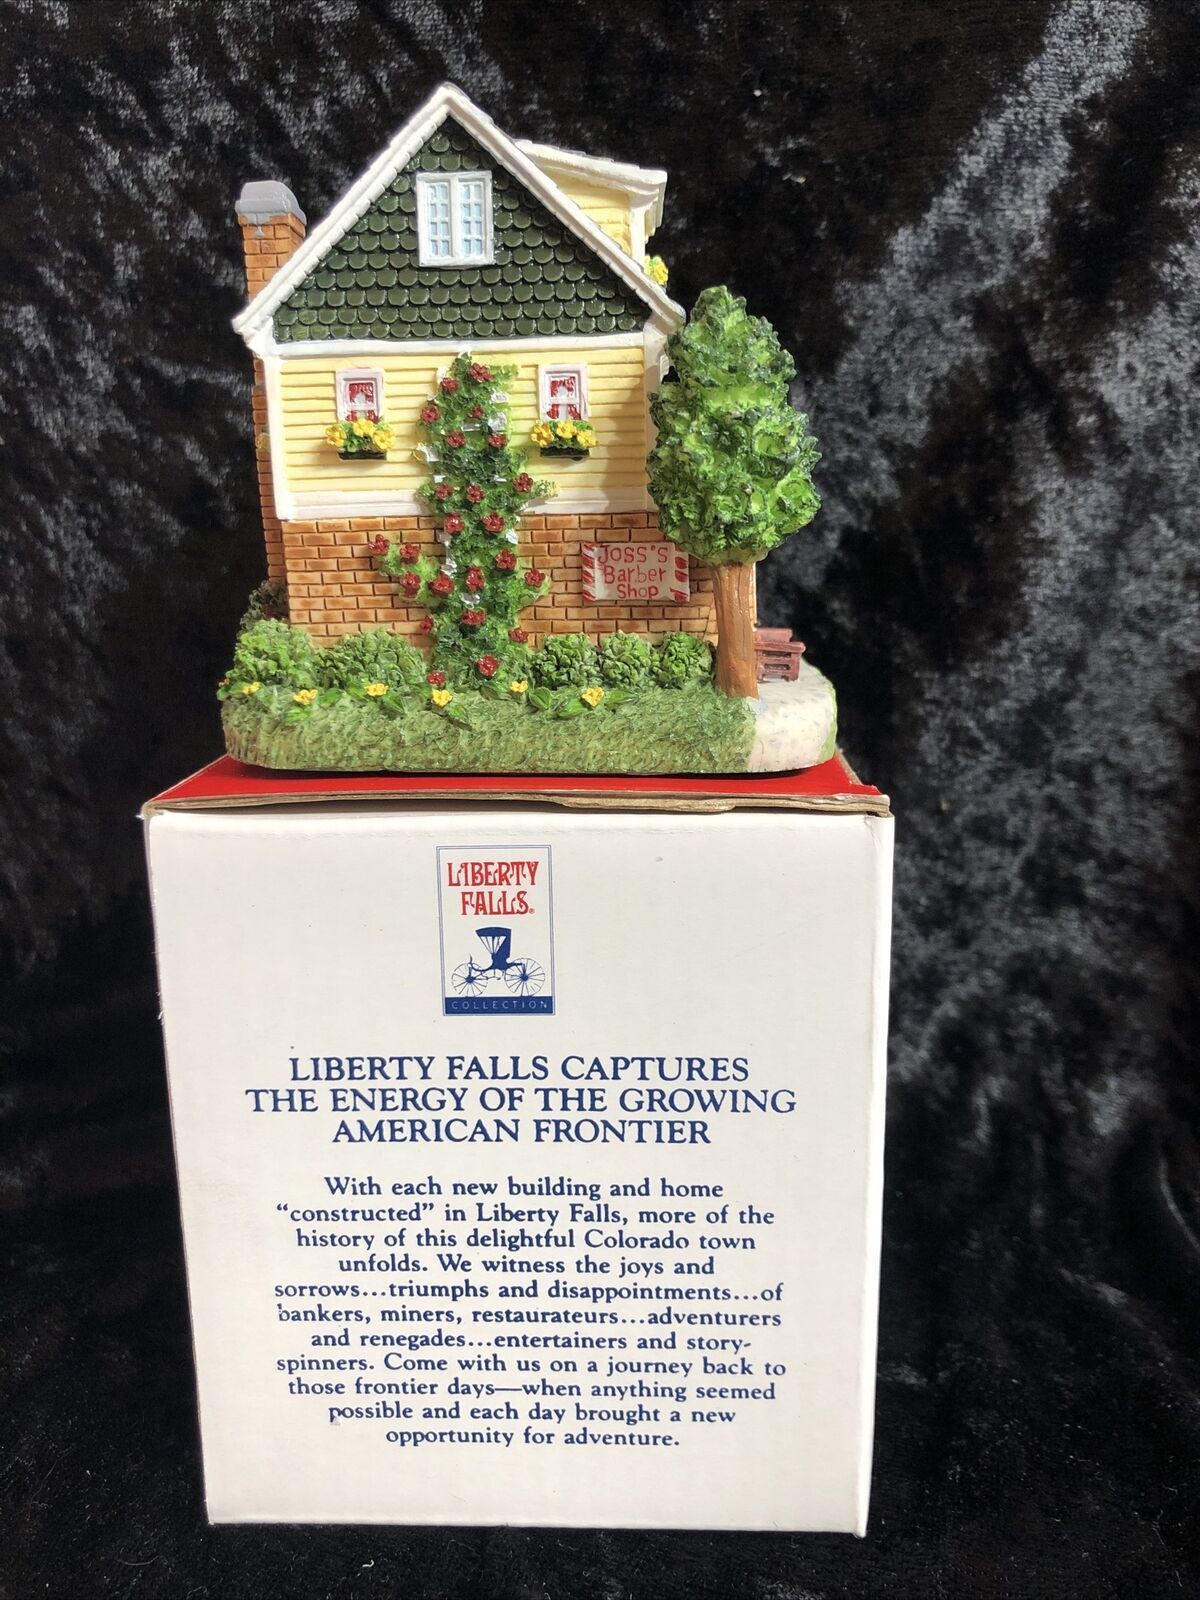 Joss's
Barber
Shop
LIBERTY
FALLS®
COLLECTION
LIBERTY FALLS CAPTURES
THE ENERGY OF THE GROWING
AMERICAN FRONTIER
With each new building and home
“constructed” in Liberty Falls, more of the
history of this delightful Colorado town
unfolds. We witness the joys and
sorrows...triumphs and disappointments...of
bankers, miners, restaurateurs...adventurers
and renegades...entertainers and story-
spinners. Come with us on a journey back to
those frontier days—when anything seemed
possible and each day brought a new
opportunity for adventure.